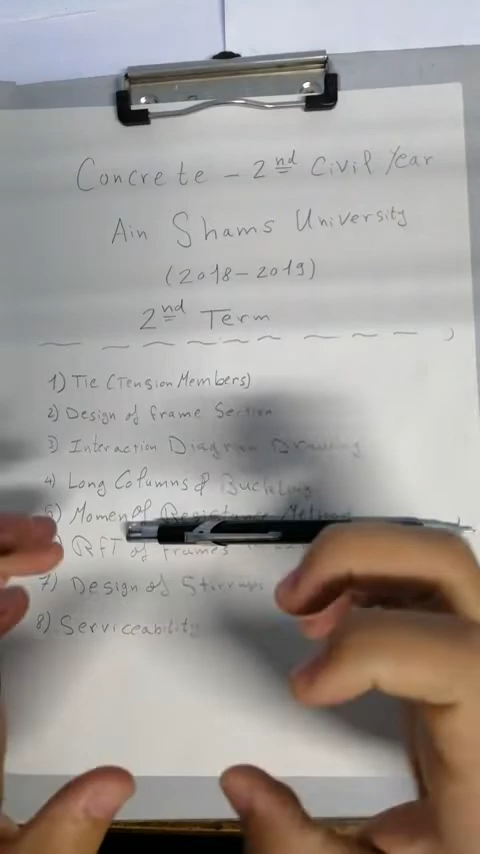 Concrete - 2nd Civil Year
Ain Shams University
(2018-2019)
2nd Term
1) Tie (Tension Members)
2) Design of frame Section
3) Interaction Diagram Drawing
4) Long Columns & Buckling
5) Moment of Resistance Method
RFT of frames
7) Design of Stirrups
8) Serviceability